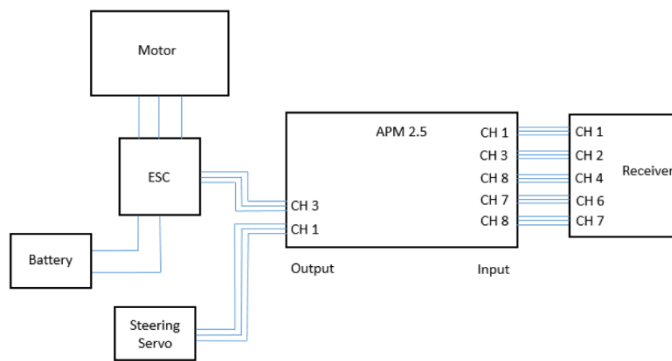 Motor
APM 2.5
CH 1 CH 1
CH 3 CH 2
ESC CH 8 CH 4 Receiver
CH 7 CH 6
CH 3
CH 8 CH 7
CH 1
Battery Output Input
Steering
Servo